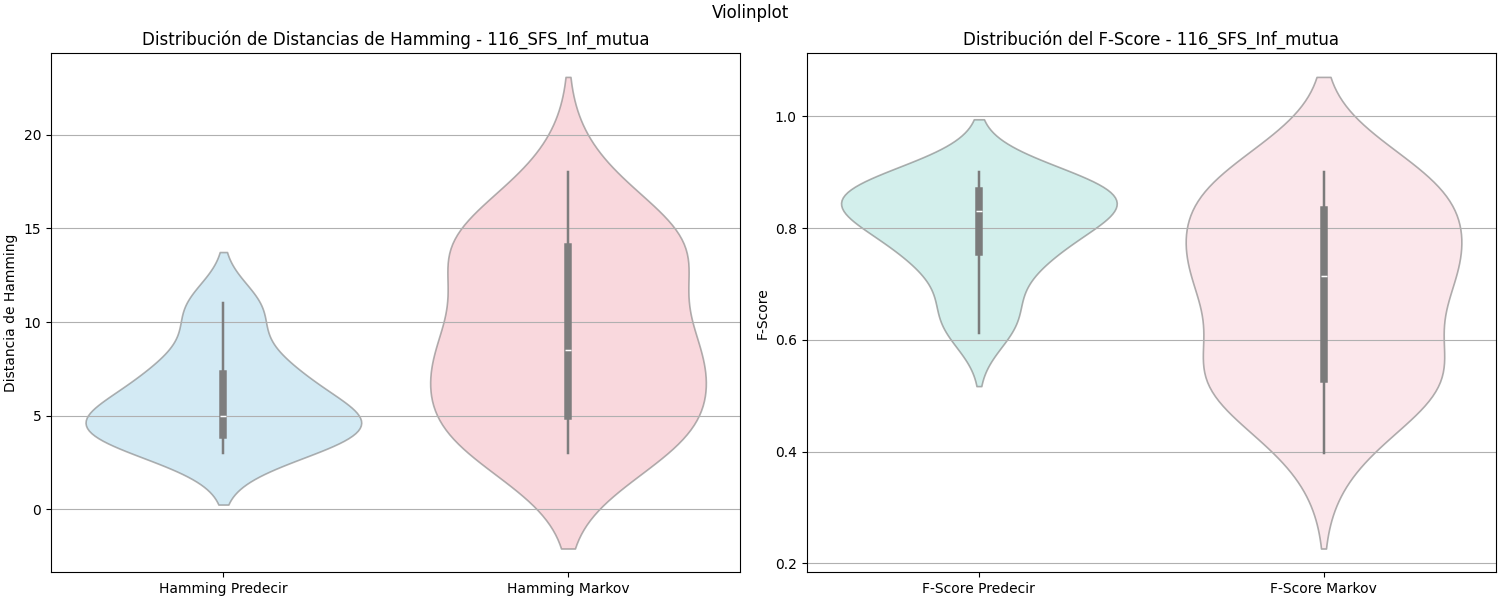 Violinplot
Distribución de Distancias de Hamming - 116_SFS_Inf_mutua
Distancia de Hamming
20
15
10
5
0
Hamming Predecir
Hamming Markov
Distribución del F-Score - 116_SFS_Inf_mutua
F-Score
1.0
0.8
0.6
0.4
0.2
F-Score Predecir
F-Score Markov